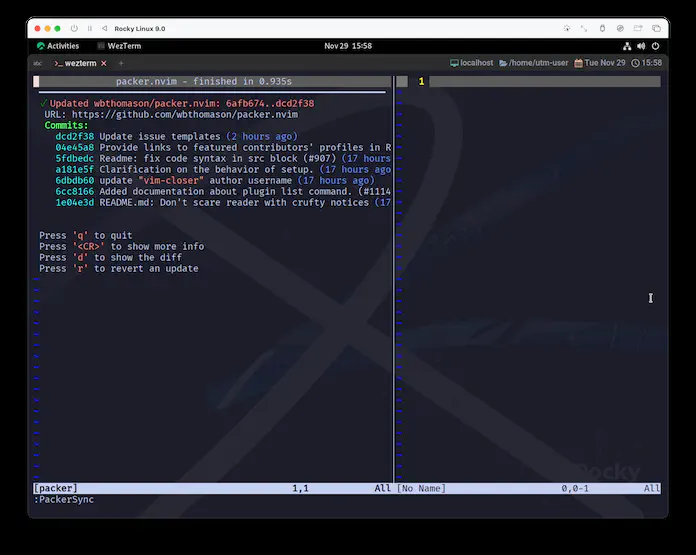 Rocky Linux 9.0
Activities
WezTerm
Nov 29 15:58
>_ wezterm × +
localhost /home/utm-user Tue Nov 29 15:58
packer.nvim - finished in 0.935s
✓ Updated wbthomason/packer.nvim: 6afb674..dcd2f38
URL: https://github.com/wbthomason/packer.nvim
Commits:
dcd2f38 Update issue templates (2 hours ago)
04e45a8 Provide links to featured contributors' profiles in R
5fdbedc Readme: fix code syntax in src block (#907) (17 hours
a181e5f Clarification on the behavior of setup. (17 hours ago
6dbdb60 update "vim-closer" author username (17 hours ago)
6cc8166 Added documentation about plugin list command. (#1114
1e04e3d README.md: Don't scare reader with crufty notices (17
Press 'q' to quit
Press '<CR>' to show more info
Press 'd' to show the diff
Press 'r' to revert an update
1
Rocky
[packer] 1,1 All
[No Name] 0,0-1 All
:PackerSync